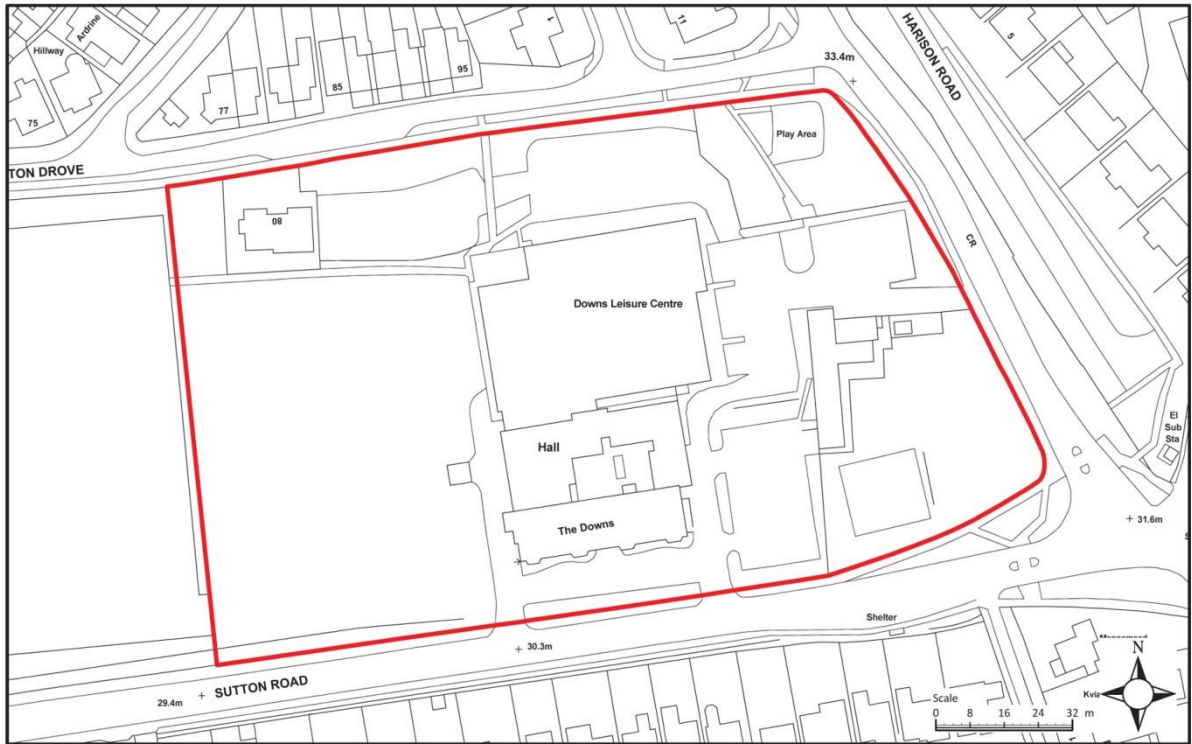 Hillway
Ardrine
75
77
85
95
1
11
33.4m
HARISON ROAD
5
TON DROVE
Play Area
80
CR
Downs Leisure Centre
Hall
The Downs
El
Sub
Sta
31.6m
Shelter
30.3m
SUTTON ROAD
29.4m
N
Scale
0 8 16 24 32 m